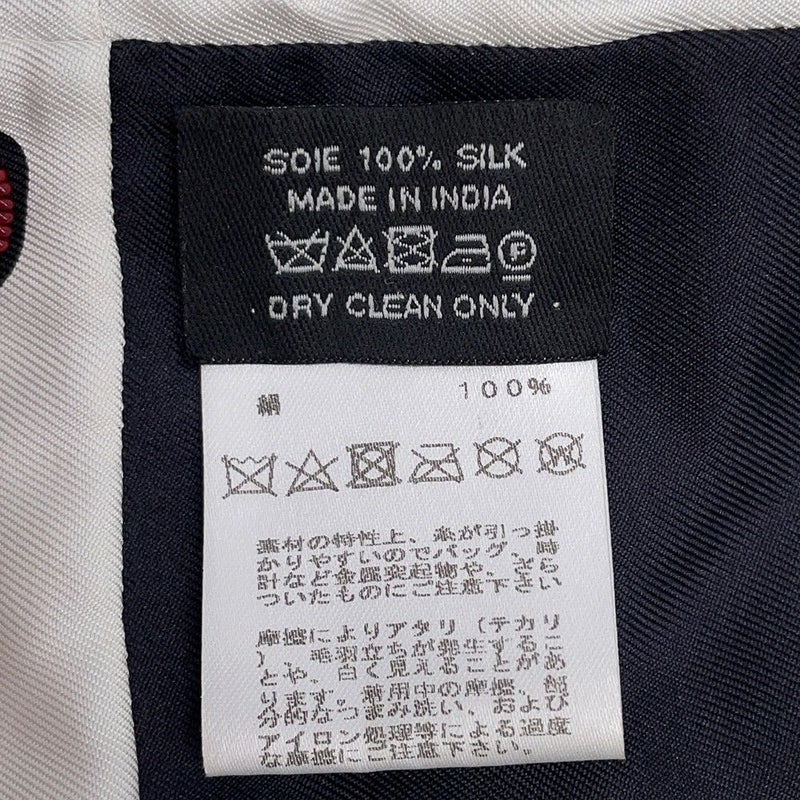 SOIE 100% SILK
MADE IN INDIA
F
· DRY CLEAN ONLY ·
絹 100%
W
素材の特性上、糸が引っ掛
かりやすいのでバッグ、時
計など金属突起物や、ざら
ついたものにご注意下さい
摩擦によりアタリ(テカリ
)、毛羽立ちが発生するこ
とや、白く見えることがあ
ります。着用中の摩擦、部
分的なつまみ洗い、および
アイロン処理等による過度
な摩擦にご注意下さい。